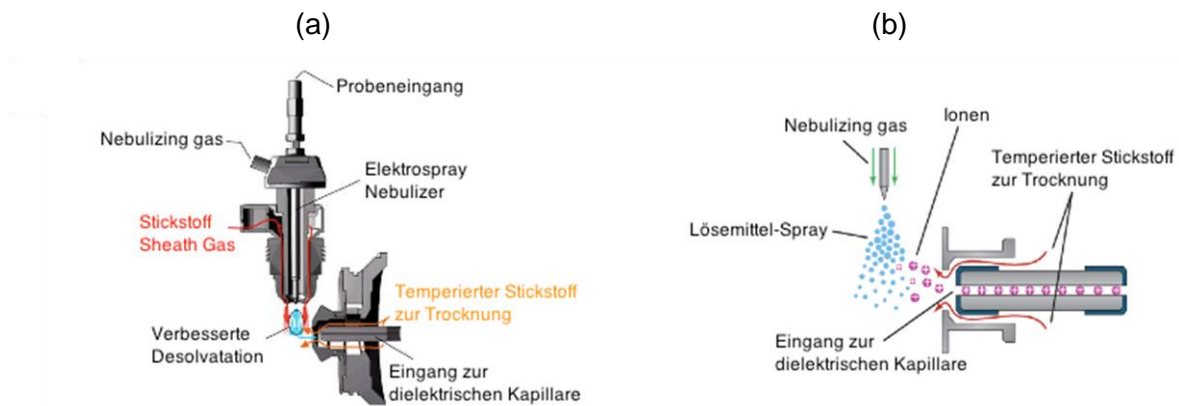 (a)
Probeneingang
Nebulizing gas
Elektrospray
Nebulizer
Stickstoff
Sheath Gas
Temperierter Stickstoff
zur Trocknung
Verbesserte
Desolvatation
Eingang zur
dielektrischen Kapillare
(b)
Ionen
Nebulizing gas
Temperierter Stickstoff
zur Trocknung
Lösemittel-Spray
Eingang zur
dielektrischen Kapillare